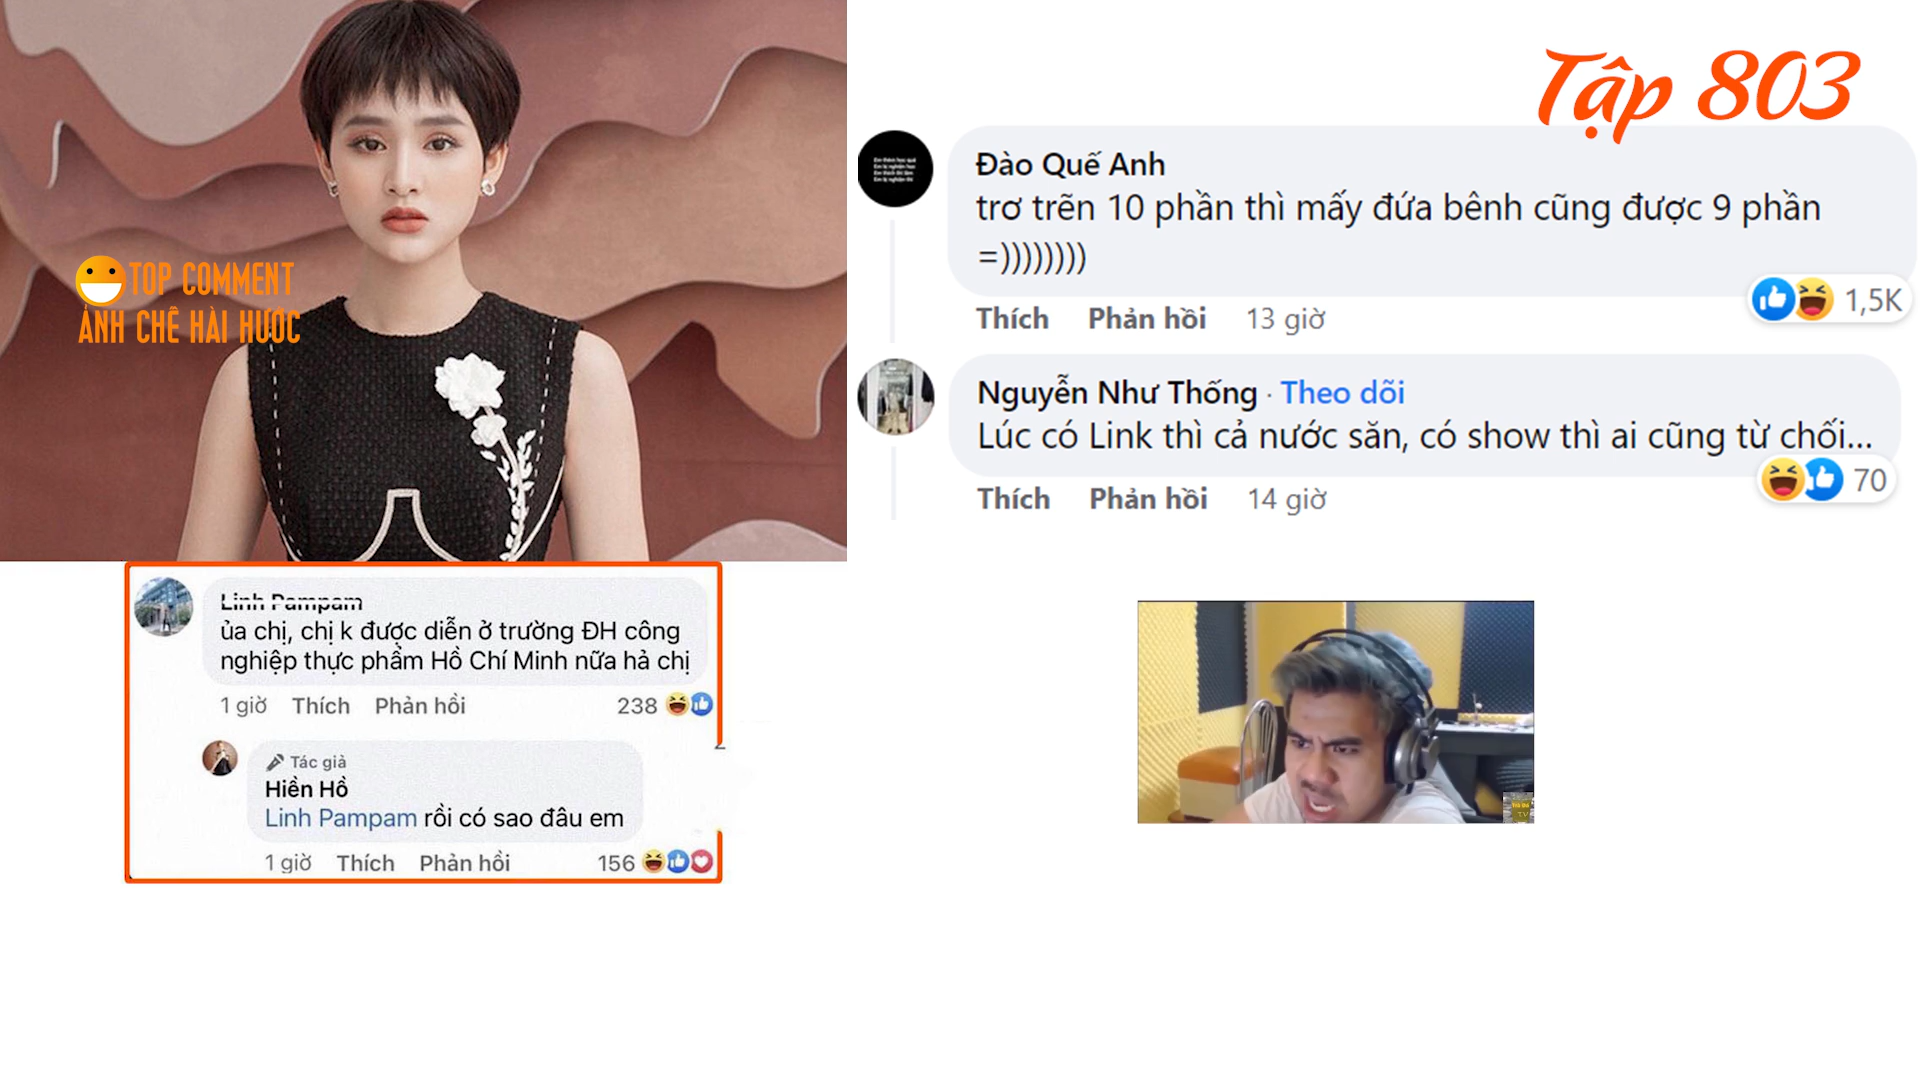 TOP COMMENT
ẢNH CHẾ HÀI HƯỚC
Tập 803
Đào Quế Anh
trơ trẽn 10 phần thì mấy đứa bênh cũng được 9 phần
=))))))))
Thích Phản hồi 13 giờ
1,5K
Nguyễn Như Thống · Theo dõi
Lúc có Link thì cả nước săn, có show thì ai cũng từ chối...
70
Thích Phản hồi 14 giờ
Linh Pampam
ủa chị, chị k được diễn ở trường ĐH công
nghiệp thực phẩm Hồ Chí Minh nữa hả chị
1 giờ Thích Phản hồi 238
Tác giả
Hiền Hồ
Linh Pampam rồi có sao đâu em
1 giờ Thích Phản hồi 156